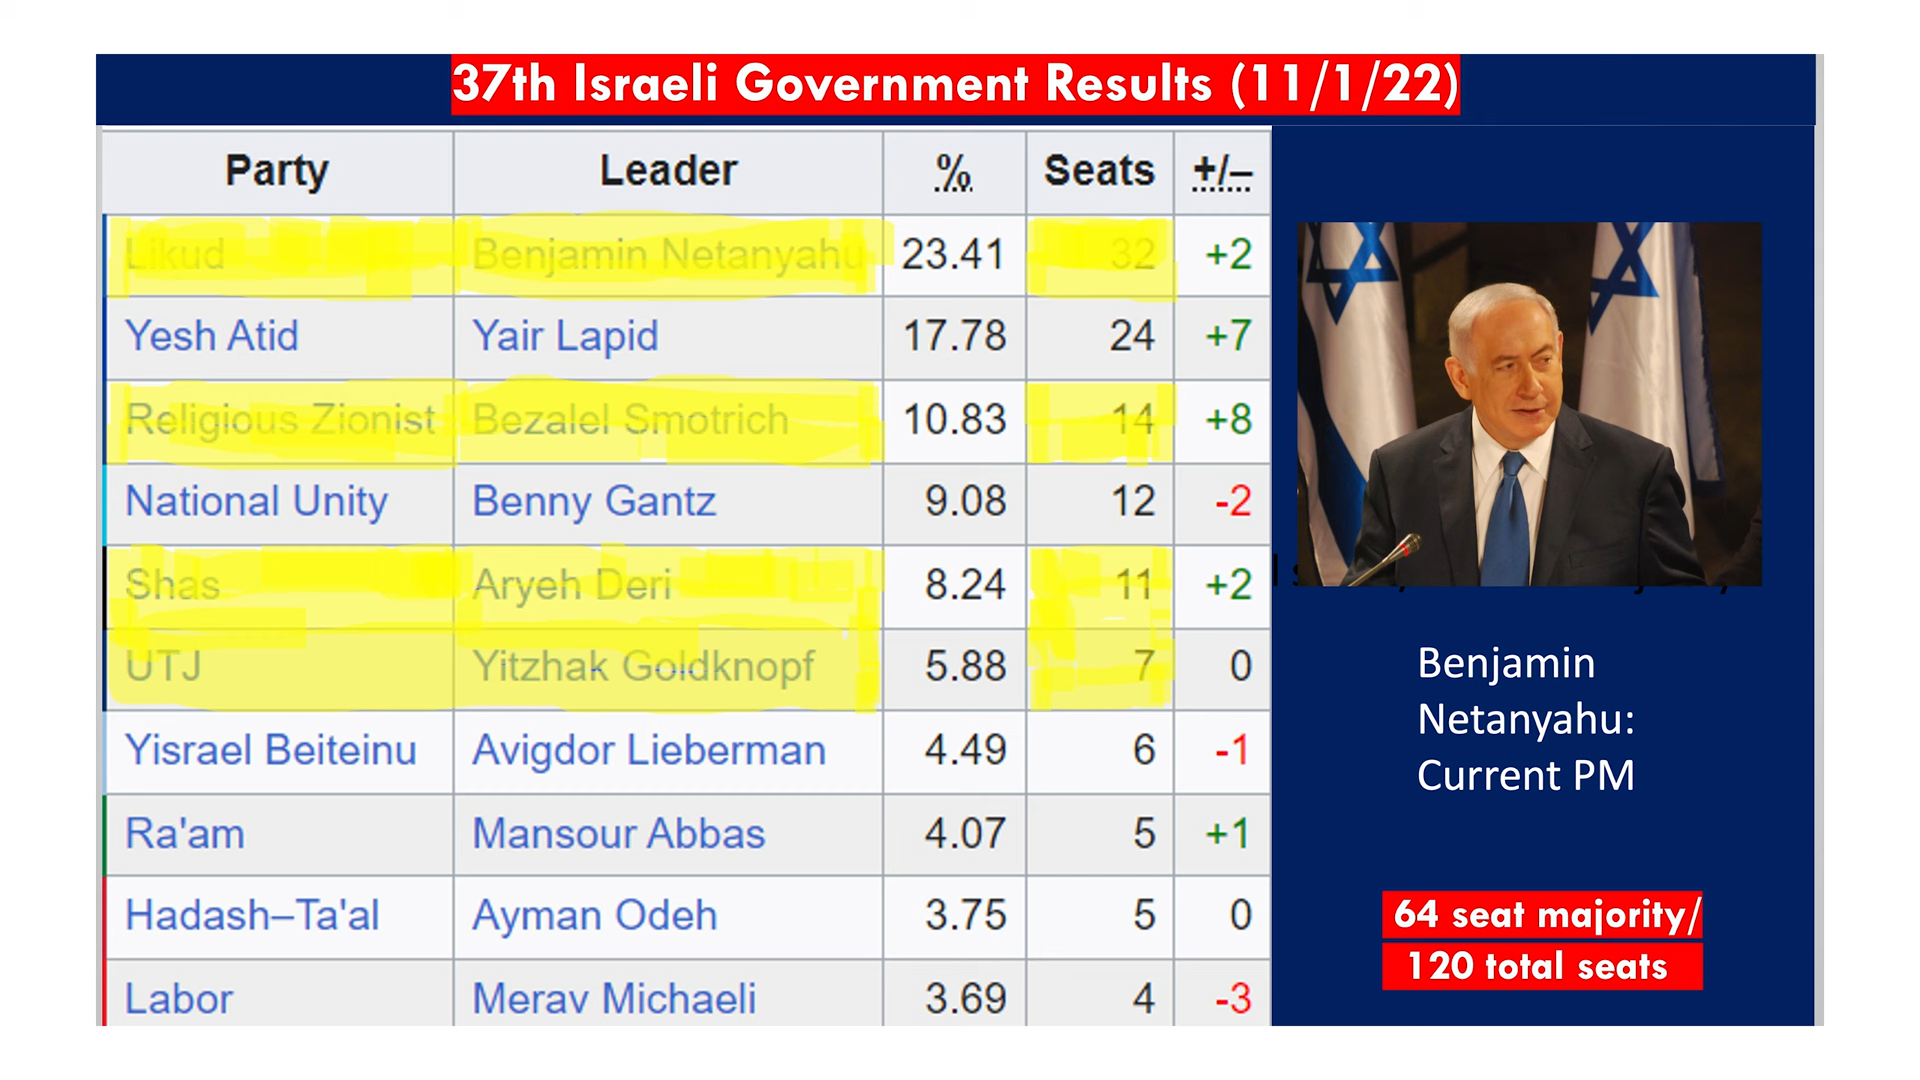 37th Israeli Government Results (11/1/22)
Party Leader % Seats +/–
Likud Benjamin Netanyahu 23.41 32 +2
Yesh Atid Yair Lapid 17.78 24 +7
Religious Zionist Bezalel Smotrich 10.83 14 +8
National Unity Benny Gantz 9.08 12 -2
Shas Aryeh Deri 8.24 11 +2
UTJ Yitzhak Goldknopf 5.88 7 0
Yisrael Beiteinu Avigdor Lieberman 4.49 6 -1
Ra'am Mansour Abbas 4.07 5 +1
Hadash–Ta'al Ayman Odeh 3.75 5 0
Labor Merav Michaeli 3.69 4 -3
Benjamin
Netanyahu:
Current PM
64 seat majority/
120 total seats